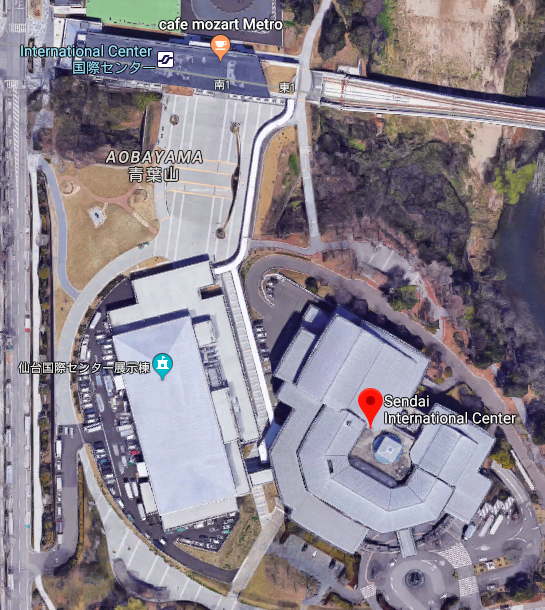 cafe mozart Metro
International Center
国際センター
南1
東1
AOBAYAMA
青葉山
仙台国際センター展示棟
Sendai
International Center